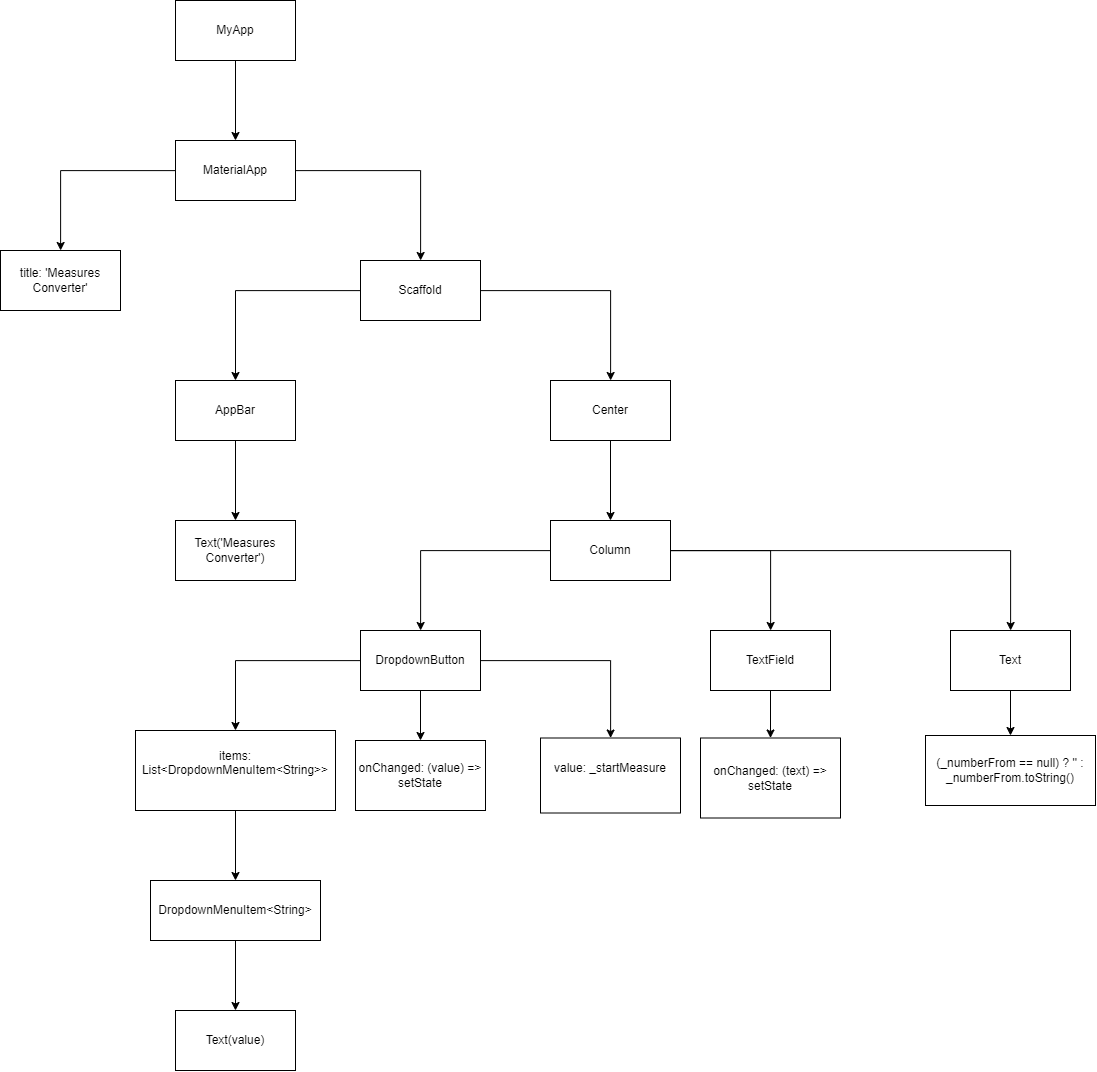 MyApp
MaterialApp
title: 'Measures
Converter'
Scaffold
AppBar
Center
Text('Measures
Converter')
Column
DropdownButton
TextField
Text
items:
List<DropdownMenuItem<String>>
onChanged: (value) =>
setState
value: _startMeasure
onChanged: (text) =>
setState
(_numberFrom == null) ? '' :
_numberFrom.toString()
DropdownMenuItem<String>
Text(value)